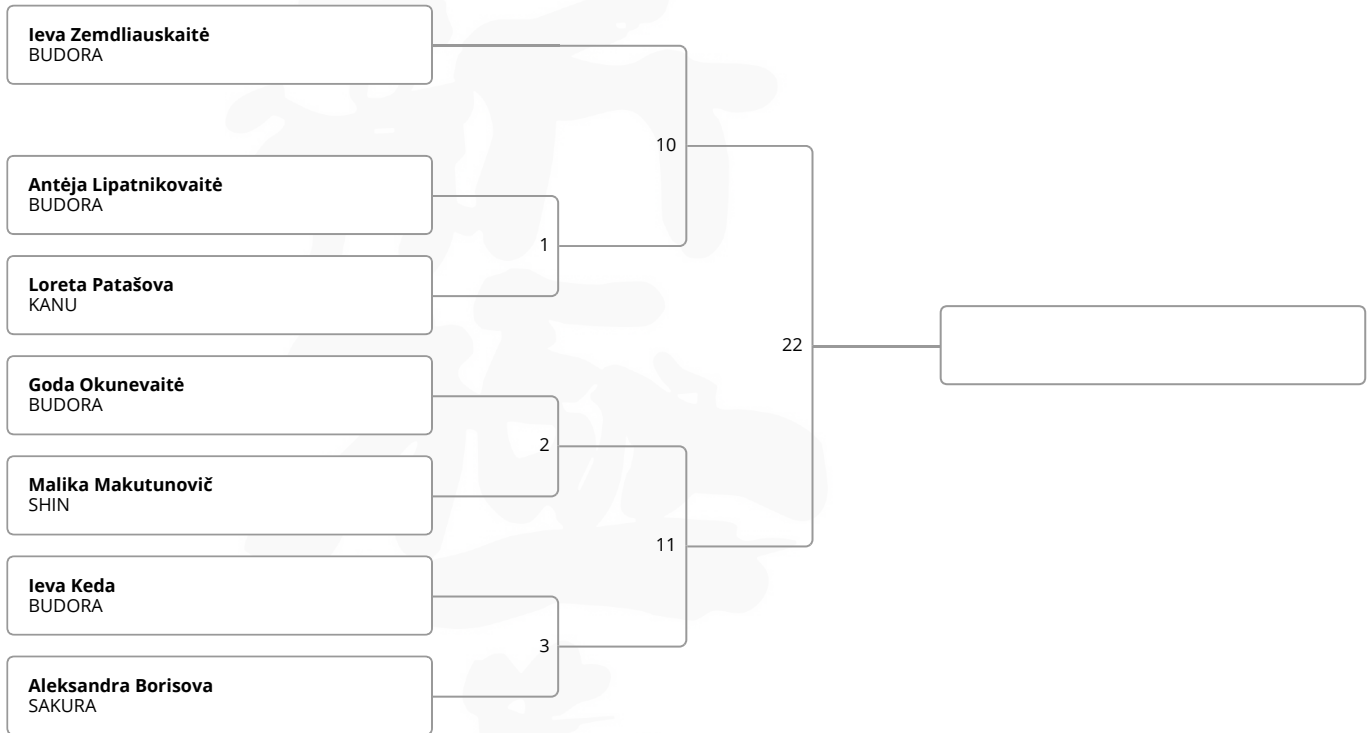 Ieva Zemdliauskaitė
BUDORA
10
Antėja Lipatnikovaitė
BUDORA
1
Loreta Patašova
KANU
22
Goda Okunevaitė
BUDORA
2
Malika Makutunovič
SHIN
11
Ieva Keda
BUDORA
3
Aleksandra Borisova
SAKURA